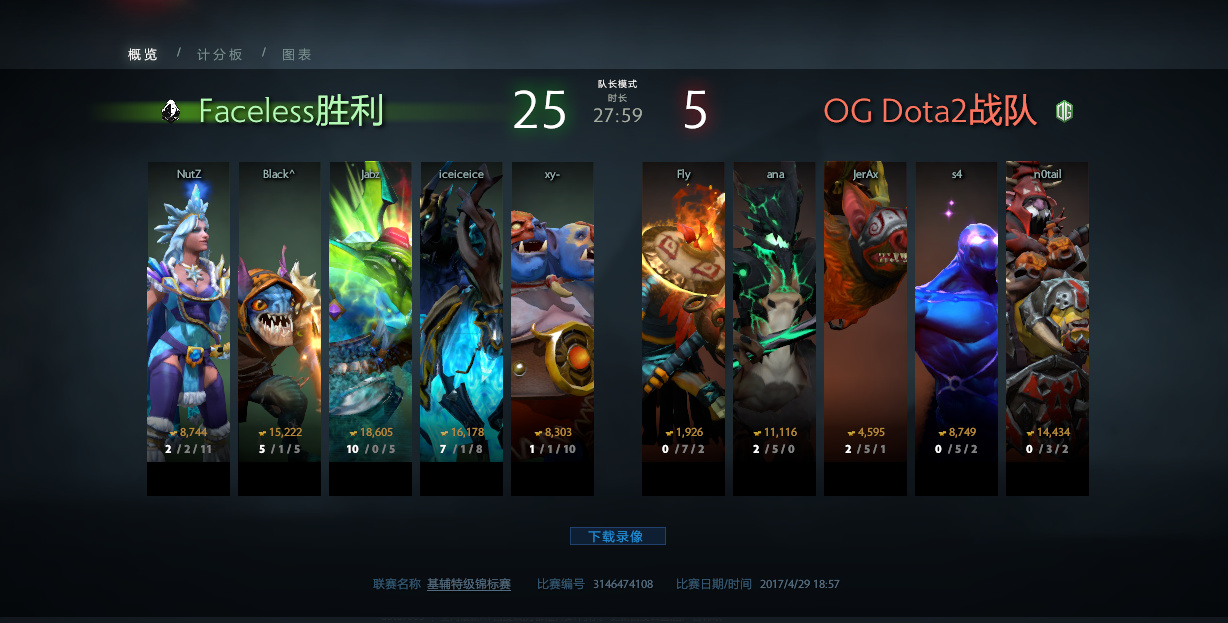 概览 / 计分板 / 图表
Faceless胜利
25
队长模式
时长
27:59
5
OG Dota2战队
NutZ Black^ Jabz iceiceice xy- Fly ana JerAx s4 n0tail
8,744 15,222 18,605 16,178 8,303 1,926 11,116 4,595 8,749 14,434
2 / 2 / 11 5 / 1 / 5 10 / 0 / 5 7 / 1 / 8 1 / 1 / 10 0 / 7 / 2 2 / 5 / 0 2 / 5 / 1 0 / 5 / 2 0 / 3 / 2
下载录像
联赛名称 基辅特级锦标赛 比赛编号 3146474108 比赛日期/时间 2017/4/29 18:57